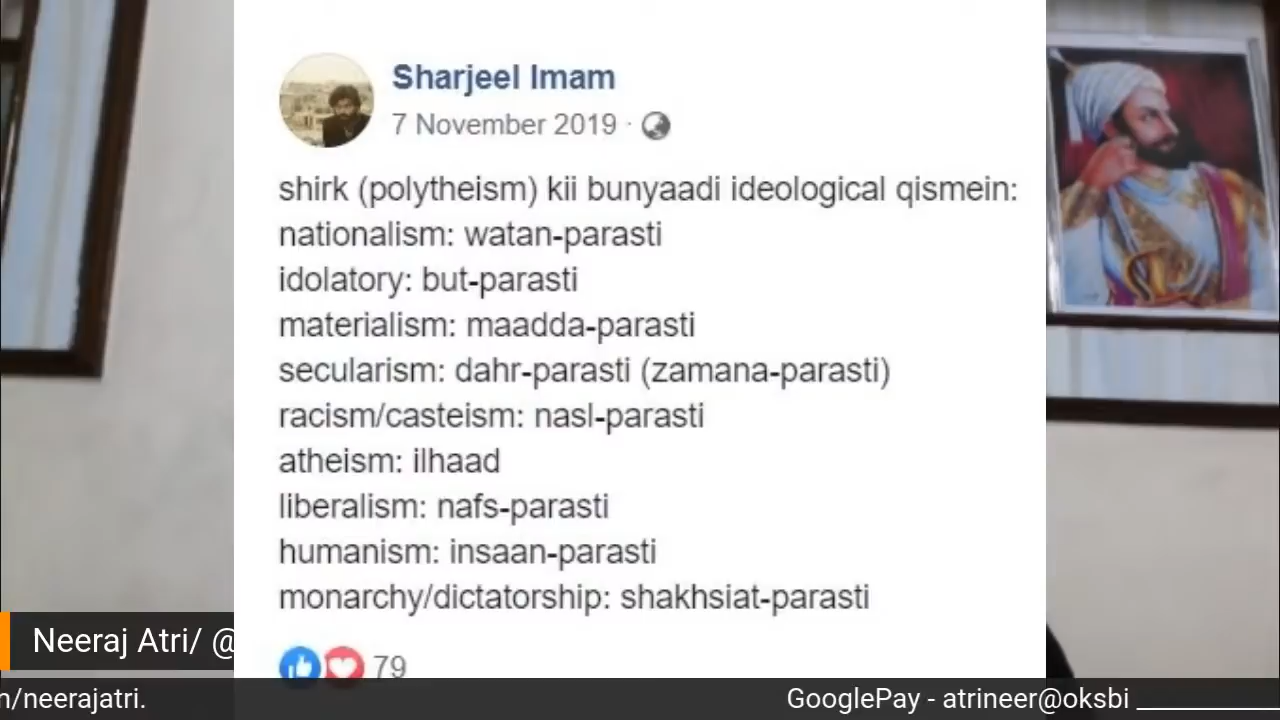 Sharjeel Imam
7 November 2019 ·
shirk (polytheism) kii bunyaadi ideological qismein:
nationalism: watan-parasti
idolatory: but-parasti
materialism: maadda-parasti
secularism: dahr-parasti (zamana-parasti)
racism/casteism: nasl-parasti
atheism: ilhaad
liberalism: nafs-parasti
humanism: insaan-parasti
monarchy/dictatorship: shakhsiat-parasti
79
Neeraj Atri/ @
n/neerajatri.
GooglePay - atrineer@oksbi ___________